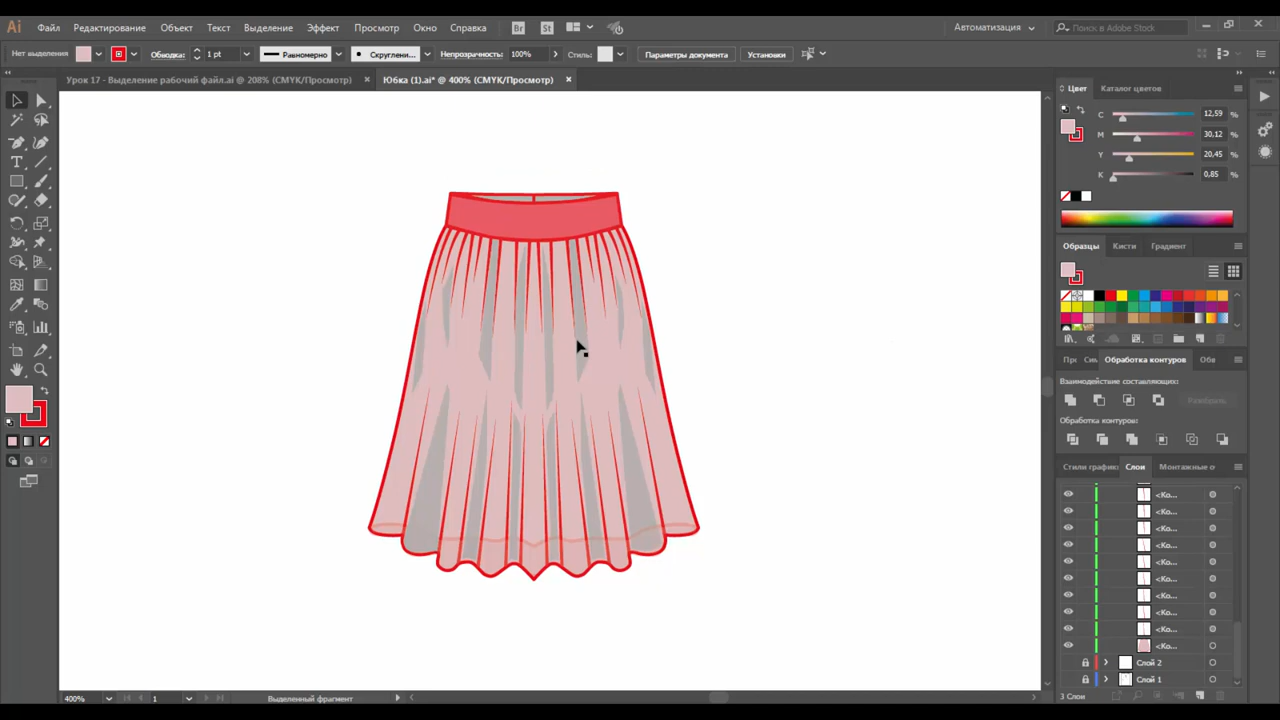 Ai Файл Редактирование Объект Текст Выделение Эффект Просмотр Окно Справка Br St Автоматизация Поиск в Adobe Stock
Нет выделения Обводка: 1 pt Равномерно Скруглени... Непрозрачность: 100% Стиль: Параметры документа Установки
Урок 17 - Выделение рабочий файл.ai @ 208% (CMYK/Просмотр) × Юбка (1).ai* @ 400% (CMYK/Просмотр) ×
Цвет Каталог цветов
C 12,59 %
M 30,12 %
Y 20,45 %
K 0,85 %
Образцы Кисти Градиент
Обработка контуров Обв
Взаимодействие составляющих:
Разобрать
Обработка контуров:
Стили график Слои Монтажные о
<Ко...
<Ко...
<Ко...
<Ко...
<Ко...
<Ко...
<Ко...
<Ко...
<Ко...
<Ко...
Слой 2
Слой 1
3 Слои
400% 1 Выделенный фрагмент